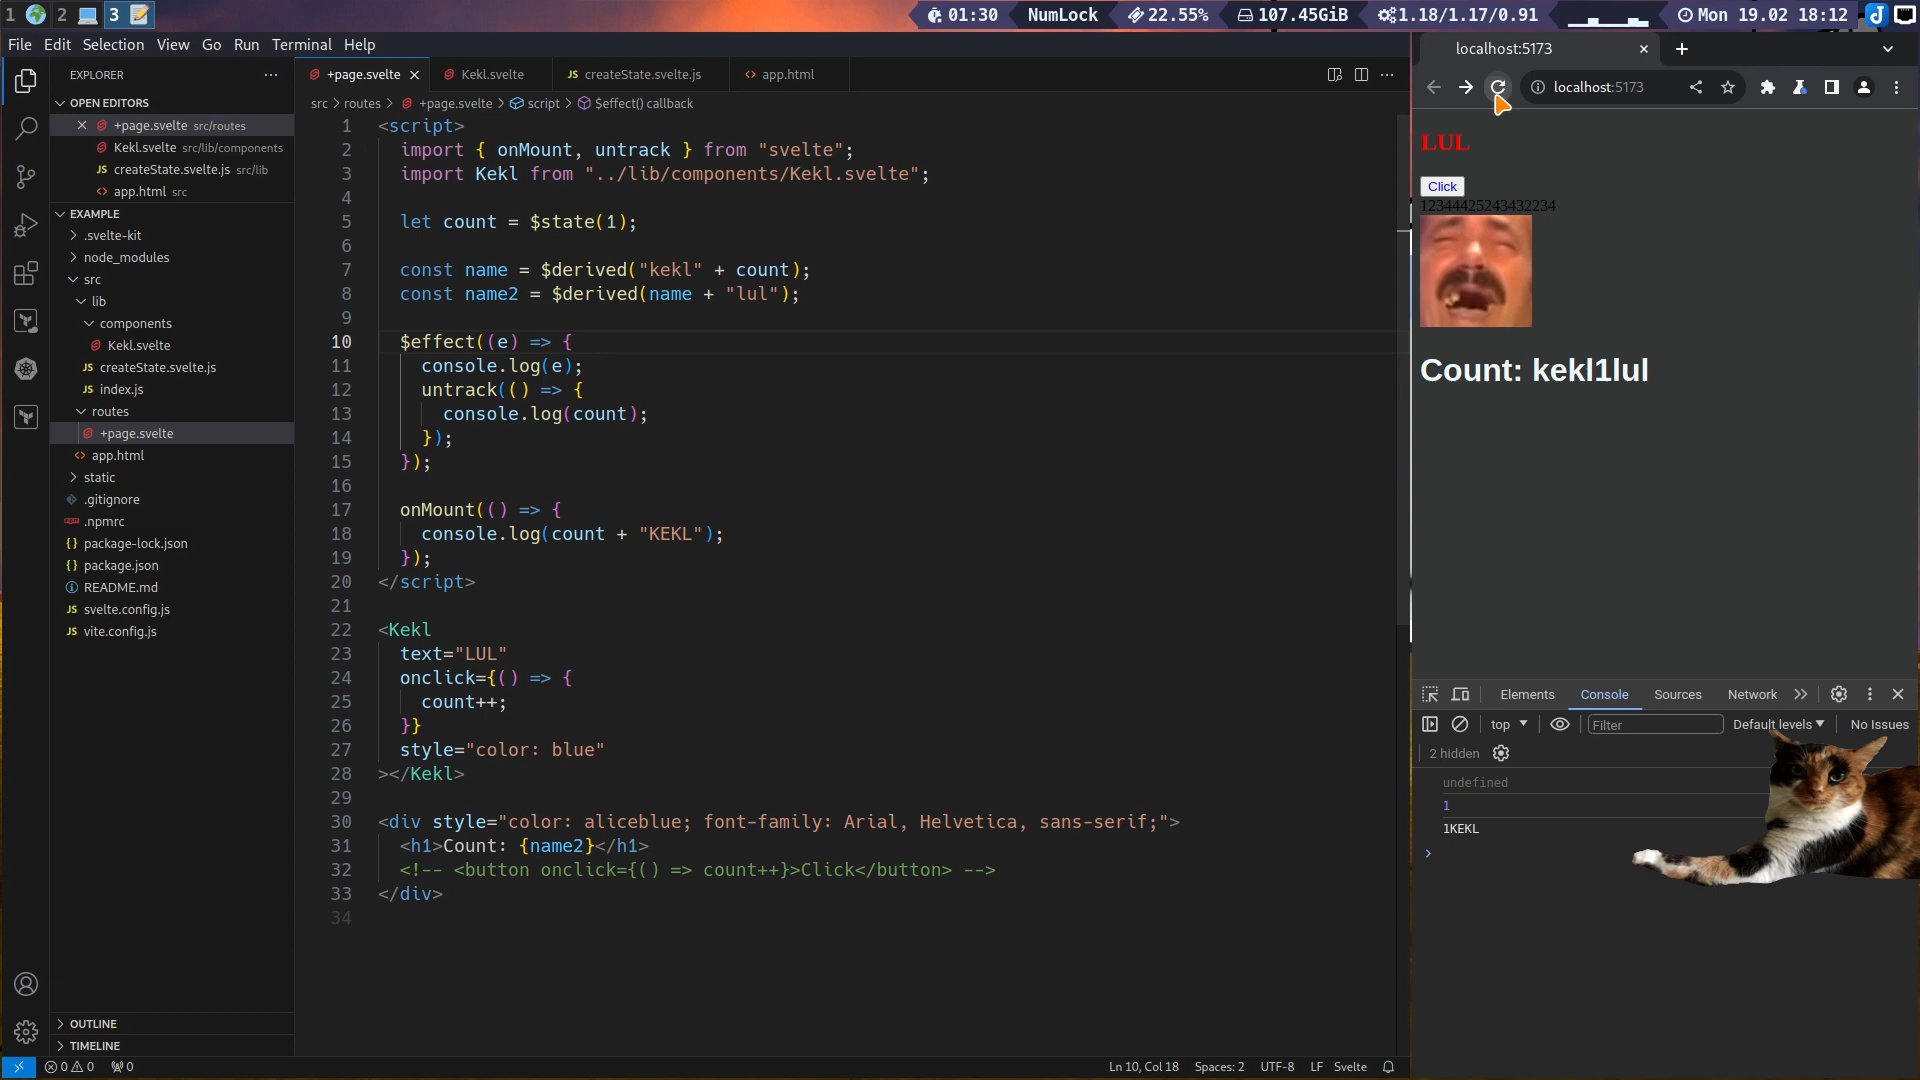 1 2 3
01:30 NumLock 22.55% 107.45GiB 1.18/1.17/0.91 Mon 19.02 18:12
File Edit Selection View Go Run Terminal Help
EXPLORER
OPEN EDITORS
+page.svelte src/routes
Kekl.svelte src/lib/components
createState.svelte.js src/lib
app.html src
EXAMPLE
.svelte-kit
node_modules
src
lib
components
Kekl.svelte
createState.svelte.js
index.js
routes
+page.svelte
app.html
static
.gitignore
.npmrc
package-lock.json
package.json
README.md
svelte.config.js
vite.config.js
OUTLINE
TIMELINE
+page.svelte Kekl.svelte createState.svelte.js app.html
src > routes > +page.svelte > script > $effect() callback
1 <script>
2 import { onMount, untrack } from "svelte";
3 import Kekl from "../lib/components/Kekl.svelte";
4
5 let count = $state(1);
6
7 const name = $derived("kekl" + count);
8 const name2 = $derived(name + "lul");
9
10 $effect((e) => {
11 console.log(e);
12 untrack(() => {
13 console.log(count);
14 });
15 });
16
17 onMount(() => {
18 console.log(count + "KEKL");
19 });
20 </script>
21
22 <Kekl
23 text="LUL"
24 onclick={() => {
25 count++;
26 }}
27 style="color: blue"
28 ></Kekl>
29
30 <div style="color: aliceblue; font-family: Arial, Helvetica, sans-serif;">
31 <h1>Count: {name2}</h1>
32 <!-- <button onclick={() => count++}>Click</button> -->
33 </div>
34
0 0 0
Ln 10, Col 18 Spaces: 2 UTF-8 LF Svelte
localhost:5173
localhost:5173
LUL
Click
12344425243432234
Count: kekl1lul
Elements Console Sources Network
top Filter Default levels No Issues
2 hidden
undefined
1
1KEKL